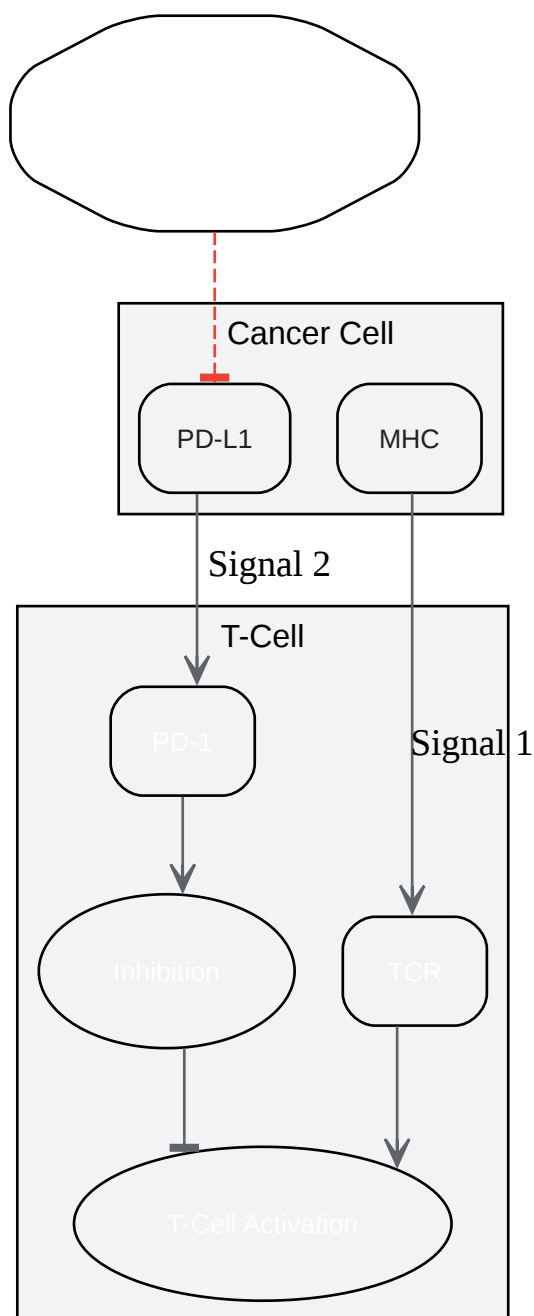 Cancer Cell
PD-L1
MHC
Signal 2
T-Cell
PD-1
Signal 1
Inhibition
TCR
T-Cell Activation